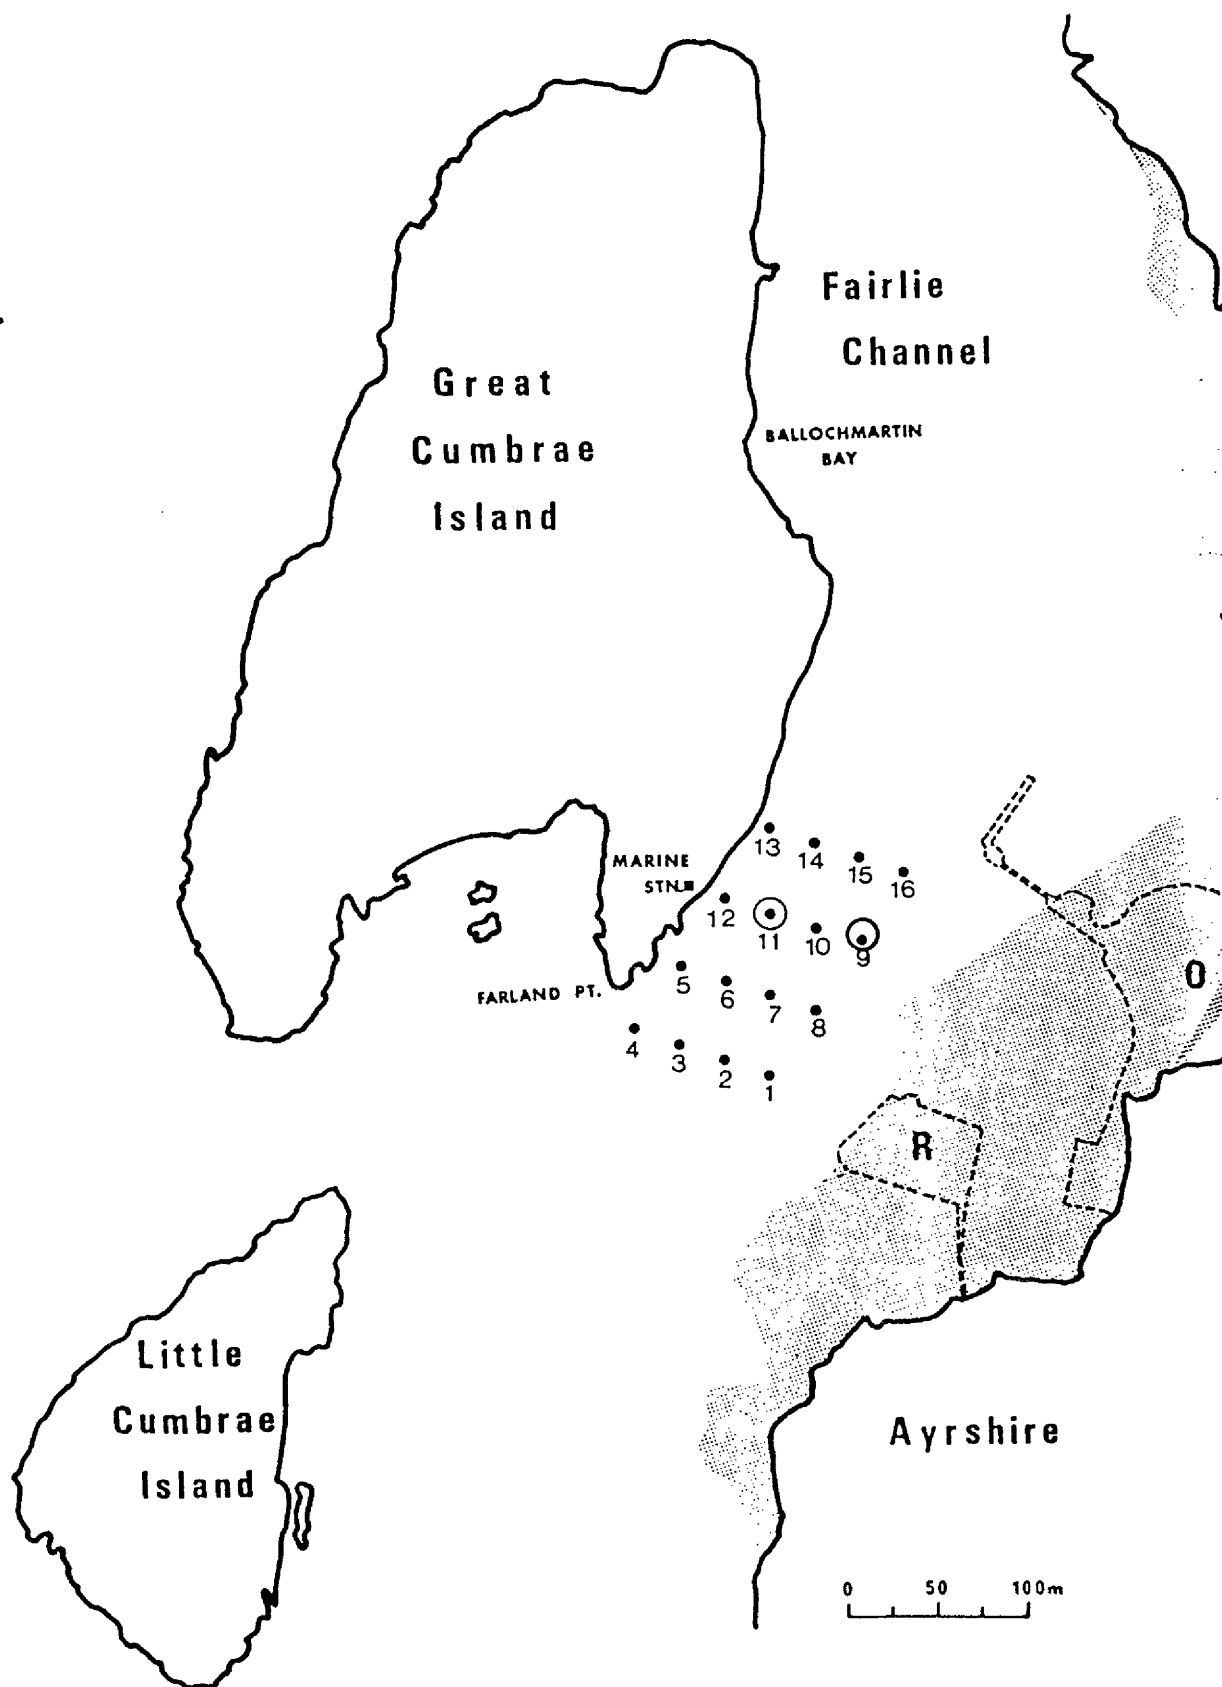 Fairlie
Channel
Great
Cumbrae
Island
BALLOCHMARTIN
BAY
MARINE
STN.
13
14
15
16
12
11
10
9
FARLAND PT.
5
6
7
8
4
3
2
1
O
R
Little
Cumbrae
Island
Ayrshire
0 50 100m